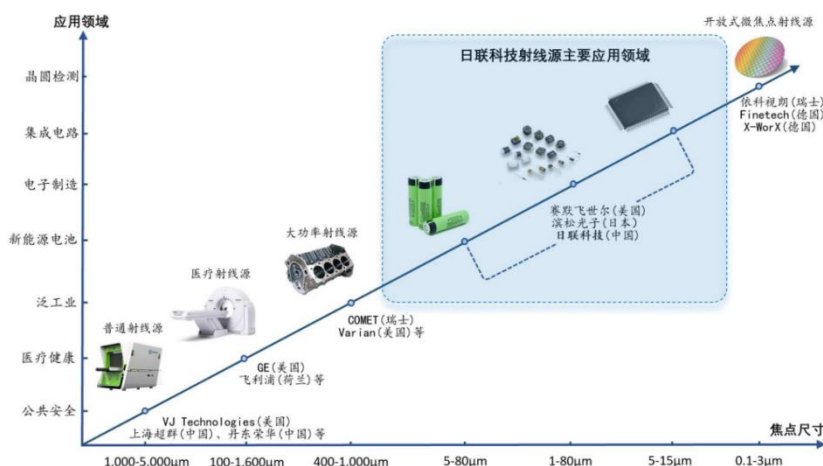 应用领域
开放式微焦点射线源
日联科技射线源主要应用领域
晶圆检测
依科视朗(瑞士)
Finetech(德国)
X-WorX(德国)
集成电路
电子制造
赛默飞世尔(美国)
滨松光子(日本)
日联科技(中国)
新能源电池
大功率射线源
医疗射线源
泛工业
COMET(瑞士)
Varian(美国)等
普通射线源
医疗健康
GE(美国)
飞利浦(荷兰)等
公共安全
VJ Technologies(美国)
上海超群(中国)、丹东荣华(中国)等
焦点尺寸
1,000-5,000μm 100-1,600μm 400-1,000μm 5-80μm 1-80μm 5-15μm 0.1-3μm